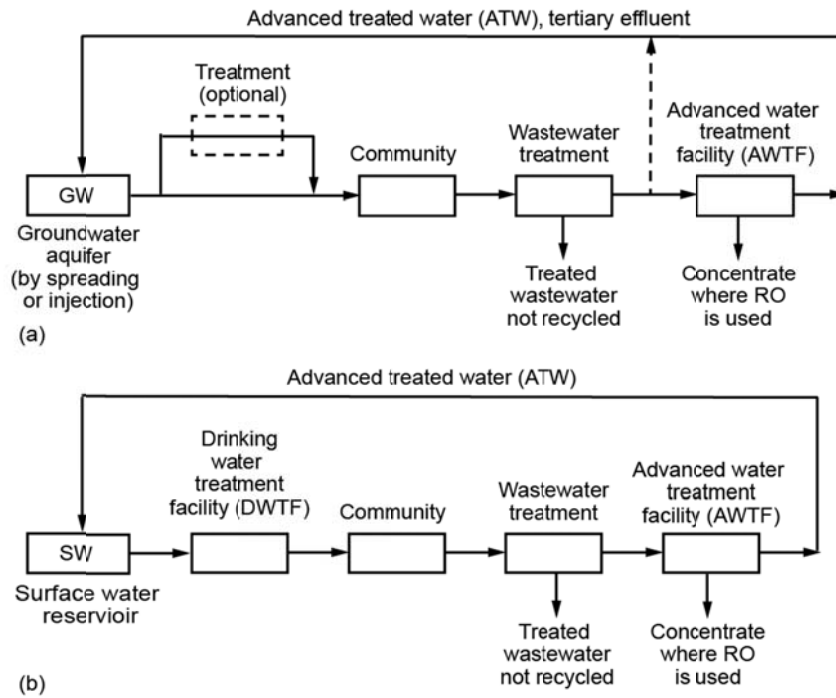 Advanced treated water (ATW), tertiary effluent
Treatment
(optional)
Community
Wastewater
treatment
Advanced water
treatment
facility (AWTF)
GW
Groundwater
aquifer
(by spreading
or injection)
Treated
wastewater
not recycled
Concentrate
where RO
is used
(a)
Advanced treated water (ATW)
Drinking
water
treatment
facility (DWTF)
Community
Wastewater
treatment
Advanced water
treatment
facility (AWTF)
SW
Surface water
reservioir
Treated
wastewater
not recycled
Concentrate
where RO
is used
(b)